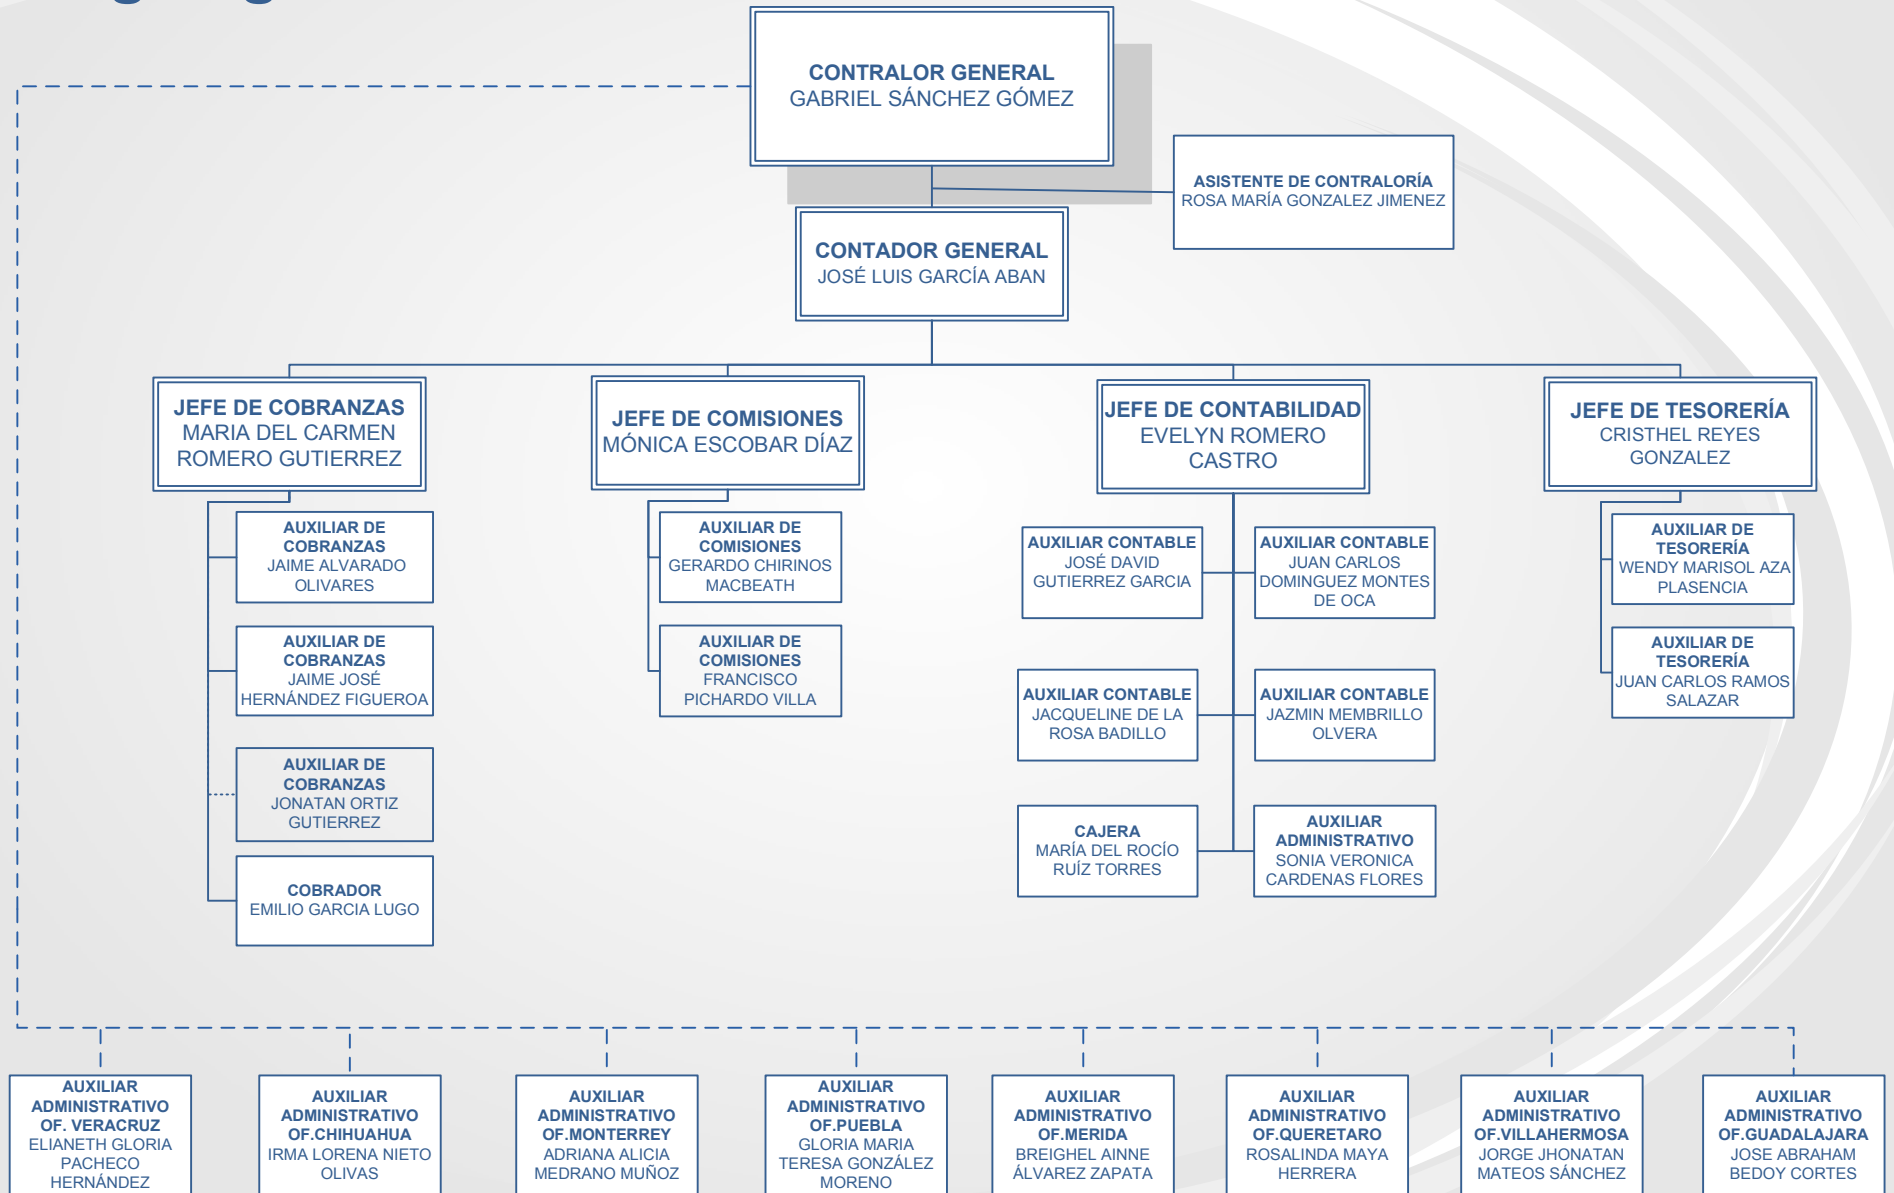 CONTRALOR GENERAL
GABRIEL SÁNCHEZ GÓMEZ
ASISTENTE DE CONTRALORÍA
ROSA MARÍA GONZALEZ JIMENEZ
CONTADOR GENERAL
JOSÉ LUIS GARCÍA ABAN
JEFE DE COBRANZAS
MARIA DEL CARMEN
ROMERO GUTIERREZ
JEFE DE COMISIONES
MÓNICA ESCOBAR DÍAZ
JEFE DE CONTABILIDAD
EVELYN ROMERO
CASTRO
JEFE DE TESORERÍA
CRISTHEL REYES
GONZALEZ
AUXILIAR DE
COBRANZAS
JAIME ALVARADO
OLIVARES
AUXILIAR DE
COBRANZAS
JAIME JOSÉ
HERNÁNDEZ FIGUEROA
AUXILIAR DE
COBRANZAS
JONATAN ORTIZ
GUTIERREZ
COBRADOR
EMILIO GARCIA LUGO
AUXILIAR DE
COMISIONES
GERARDO CHIRINOS
MACBEATH
AUXILIAR DE
COMISIONES
FRANCISCO
PICHARDO VILLA
AUXILIAR CONTABLE
JOSÉ DAVID
GUTIERREZ GARCIA
AUXILIAR CONTABLE
JUAN CARLOS
DOMINGUEZ MONTES
DE OCA
AUXILIAR CONTABLE
JACQUELINE DE LA
ROSA BADILLO
AUXILIAR CONTABLE
JAZMIN MEMBRILLO
OLVERA
CAJERA
MARÍA DEL ROCÍO
RUÍZ TORRES
AUXILIAR
ADMINISTRATIVO
SONIA VERONICA
CARDENAS FLORES
AUXILIAR DE
TESORERÍA
WENDY MARISOL AZA
PLASENCIA
AUXILIAR DE
TESORERÍA
JUAN CARLOS RAMOS
SALAZAR
AUXILIAR
ADMINISTRATIVO
OF. VERACRUZ
ELIANETH GLORIA
PACHECO
HERNÁNDEZ
AUXILIAR
ADMINISTRATIVO
OF.CHIHUAHUA
IRMA LORENA NIETO
OLIVAS
AUXILIAR
ADMINISTRATIVO
OF.MONTERREY
ADRIANA ALICIA
MEDRANO MUÑOZ
AUXILIAR
ADMINISTRATIVO
OF.PUEBLA
GLORIA MARIA
TERESA GONZÁLEZ
MORENO
AUXILIAR
ADMINISTRATIVO
OF.MERIDA
BREIGHEL AINNE
ÁLVAREZ ZAPATA
AUXILIAR
ADMINISTRATIVO
OF.QUERETARO
ROSALINDA MAYA
HERRERA
AUXILIAR
ADMINISTRATIVO
OF.VILLAHERMOSA
JORGE JHONATAN
MATEOS SÁNCHEZ
AUXILIAR
ADMINISTRATIVO
OF.GUADALAJARA
JOSE ABRAHAM
BEDOY CORTES